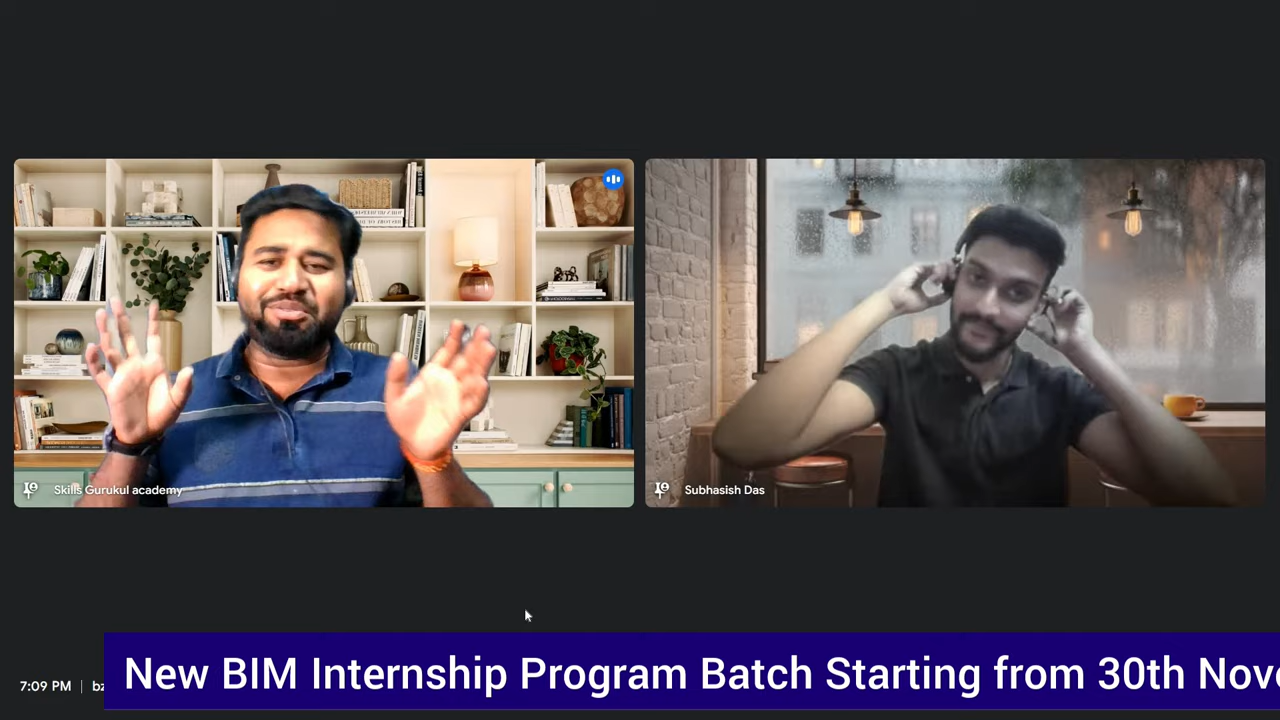 Skills Gurukul academy
Subhasish Das
7:09 PM
New BIM Internship Program Batch Starting from 30th Nov